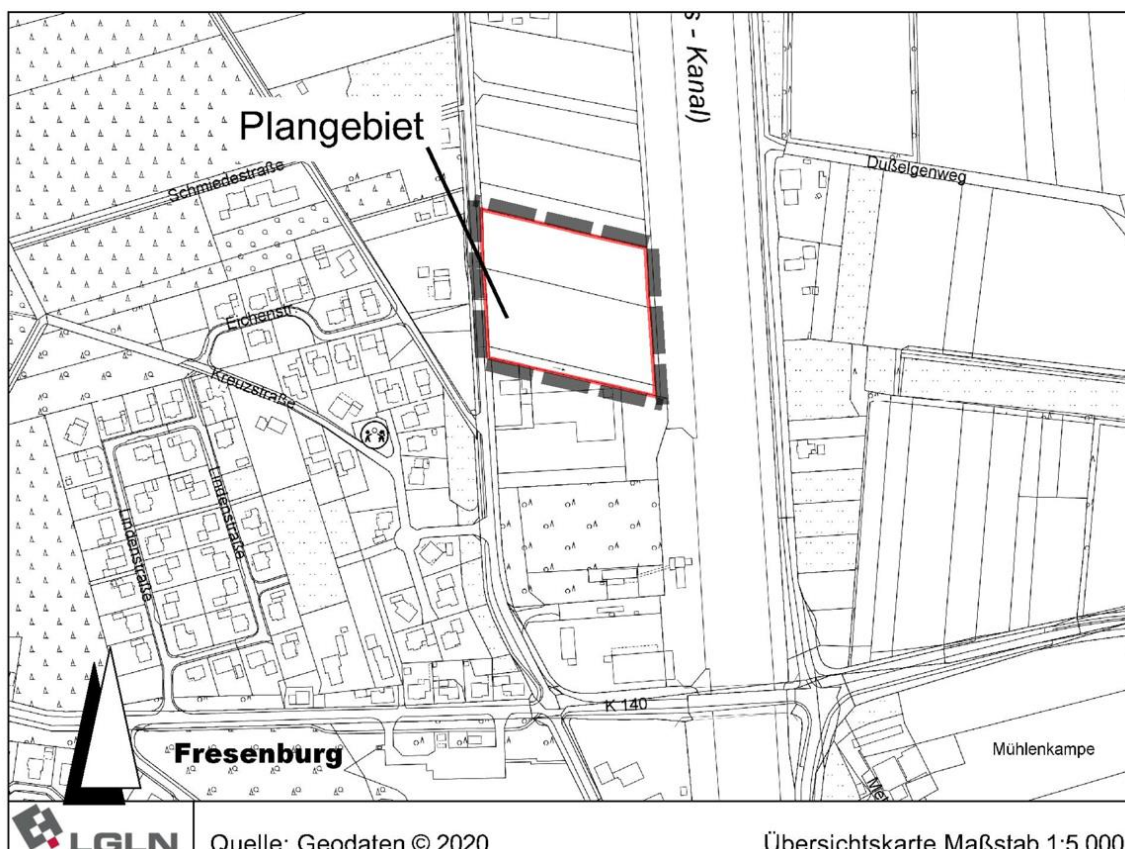 S - Kanal)
Plangebiet
Dußelgenweg
Schmiedestraße
Eichenstr
Kreuzstraße
Lindenstraße
Lindenstraße
K 140
Fresenburg
Mühlenkampe
LGLN
Quelle: Geodaten © 2020
Übersichtskarte Maßstab 1:5.000